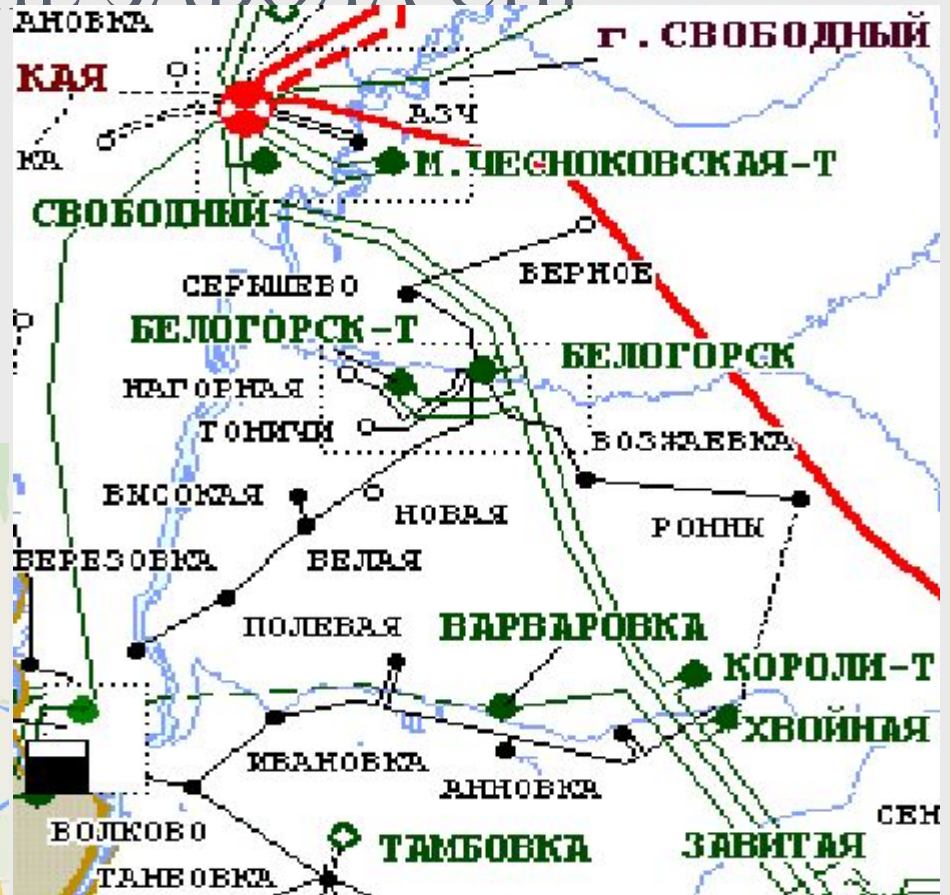 АНОВКА
г.СВОБОДНЫЙ
КАЯ
АЗЧ
КА
М.ЧЕСНОКОВСКАЯ-Т
СВОБОДНЫЙ
ВЕРНОЕ
СЕРЫШЕВО
БЕЛОГОРСК-Т
БЕЛОГОРСК
НАГОРНАЯ
ТОМИЧИ
ВОЗЖАЕВКА
ВЫСОКАЯ
НОВАЯ
РОМНЫ
БЕРЕЗОВКА
БЕЛАЯ
ПОЛЕВАЯ
ВАРВАРОВКА
КОРОЛИ-Т
ХВОЙНАЯ
ИВАНОВКА
АННОВКА
СЕН
ВОЛКОВО
ТАМБОВКА
ЗАВИТАЯ
ТАМБОВКА